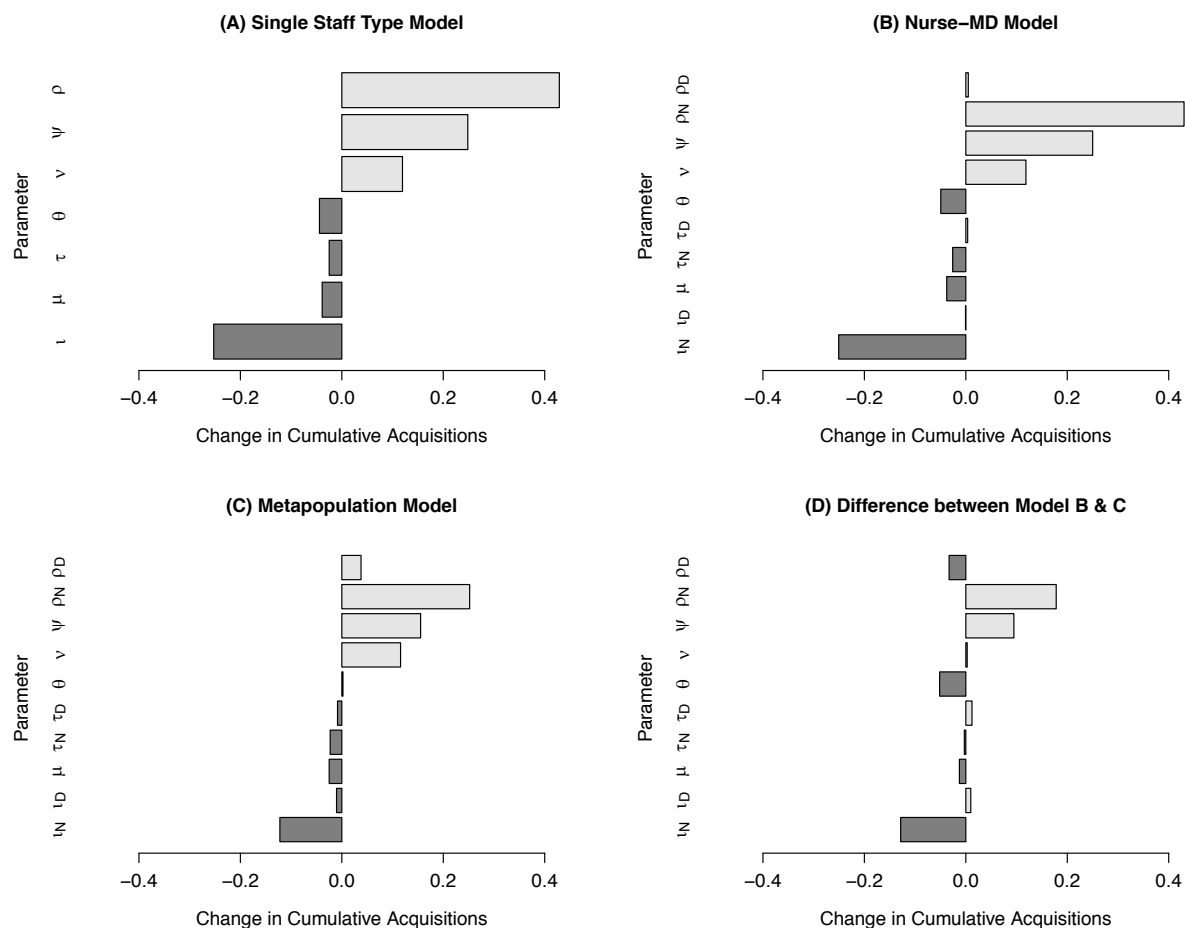 (A) Single Staff Type Model
Parameter
ρ
ψ
ν
θ
τ
μ
ι
−0.4 −0.2 0.0 0.2 0.4
Change in Cumulative Acquisitions
(B) Nurse−MD Model
Parameter
ρD
ρN
ψ
ν
θ
τD
τN
μ
ιD
ιN
−0.4 −0.2 0.0 0.2 0.4
Change in Cumulative Acquisitions
(C) Metapopulation Model
Parameter
ρD
ρN
ψ
ν
θ
τD
τN
μ
ιD
ιN
−0.4 −0.2 0.0 0.2 0.4
Change in Cumulative Acquisitions
(D) Difference between Model B & C
Parameter
ρD
ρN
ψ
ν
θ
τD
τN
μ
ιD
ιN
−0.4 −0.2 0.0 0.2 0.4
Change in Cumulative Acquisitions